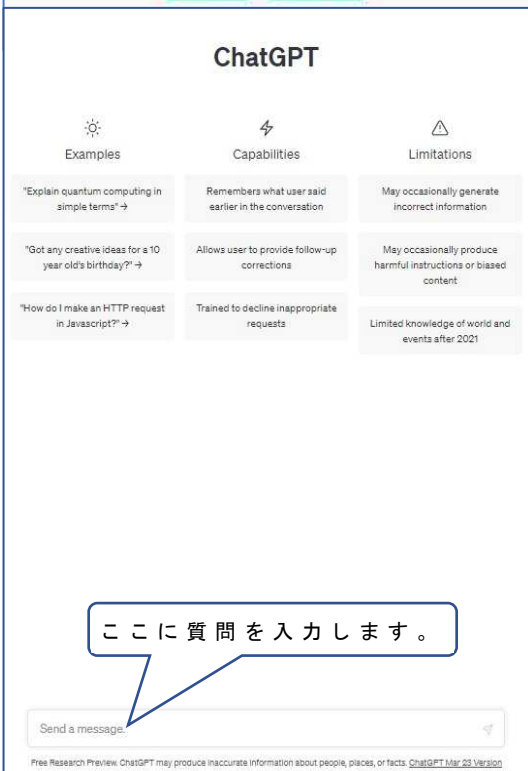 ChatGPT
Examples
"Explain quantum computing in
simple terms" →
"Got any creative ideas for a 10
year old's birthday?" →
"How do I make an HTTP request
in Javascript?" →
Capabilities
Remembers what user said
earlier in the conversation
Allows user to provide follow-up
corrections
Trained to decline inappropriate
requests
Limitations
May occasionally generate
incorrect information
May occasionally produce
harmful instructions or biased
content
Limited knowledge of world and
events after 2021
ここに質問を入力します。
Send a message.
Free Research Preview. ChatGPT may produce inaccurate information about people, places, or facts. ChatGPT Mar 23 Version